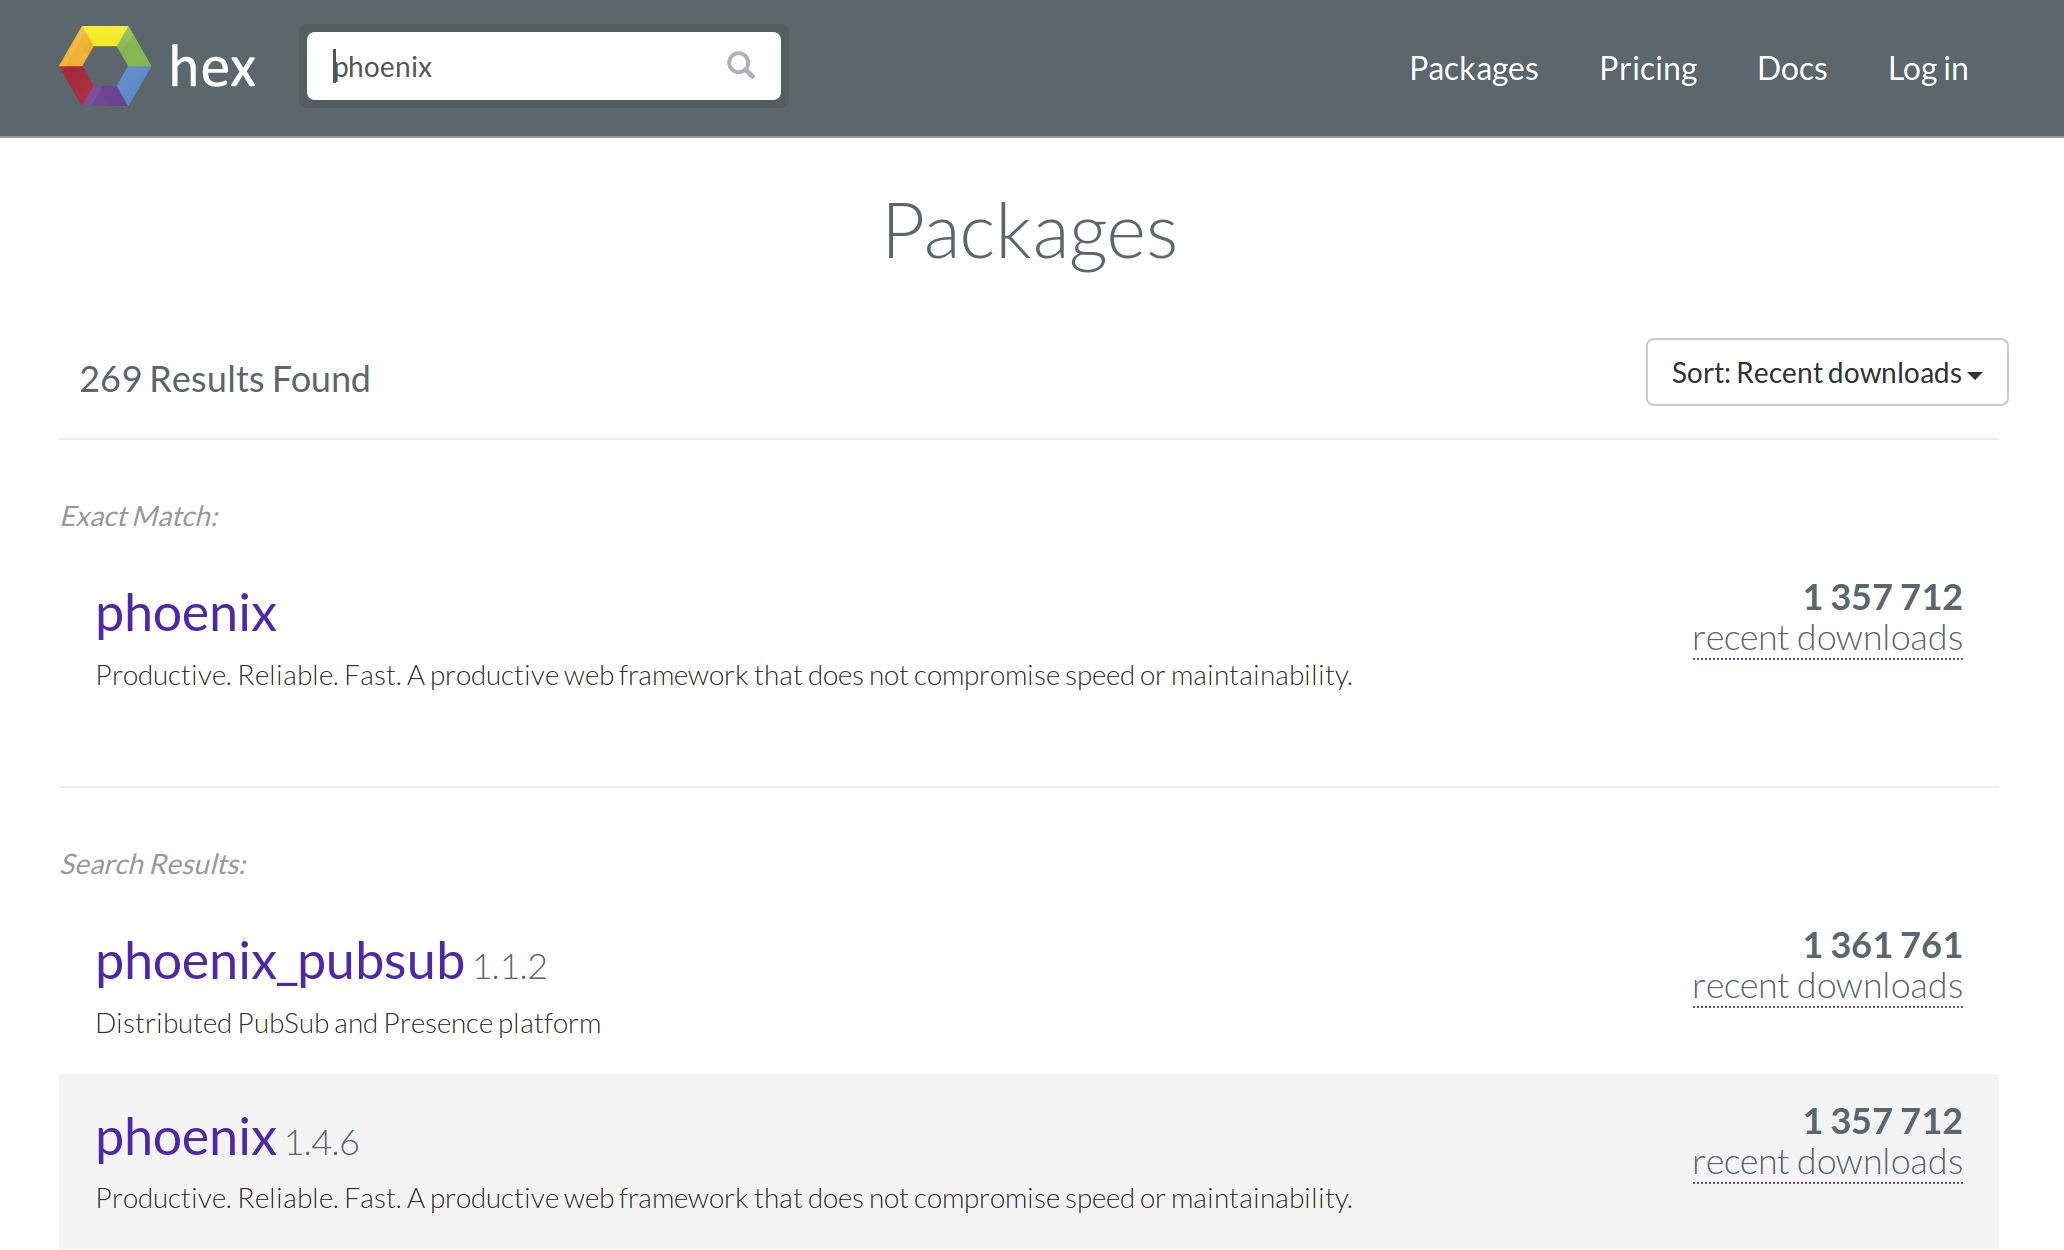 hex
phoenix
Packages
Pricing
Docs
Log in
Packages
269 Results Found
Sort: Recent downloads
Exact Match:
phoenix
1 357 712
recent downloads
Productive. Reliable. Fast. A productive web framework that does not compromise speed or maintainability.
Search Results:
phoenix_pubsub 1.1.2
1 361 761
recent downloads
Distributed PubSub and Presence platform
phoenix 1.4.6
1 357 712
recent downloads
Productive. Reliable. Fast. A productive web framework that does not compromise speed or maintainability.